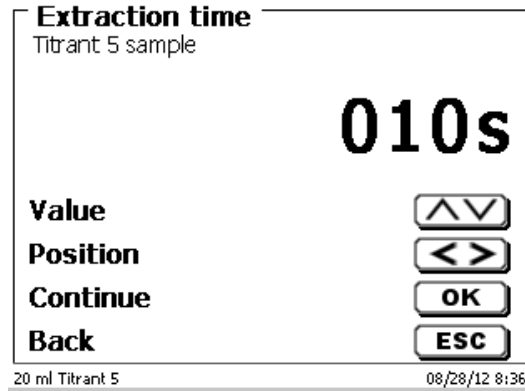 Extraction time
Titrant 5 sample
010s
Value
Position < >
Continue OK
Back ESC
20 ml Titrant 5 08/28/12 8:36